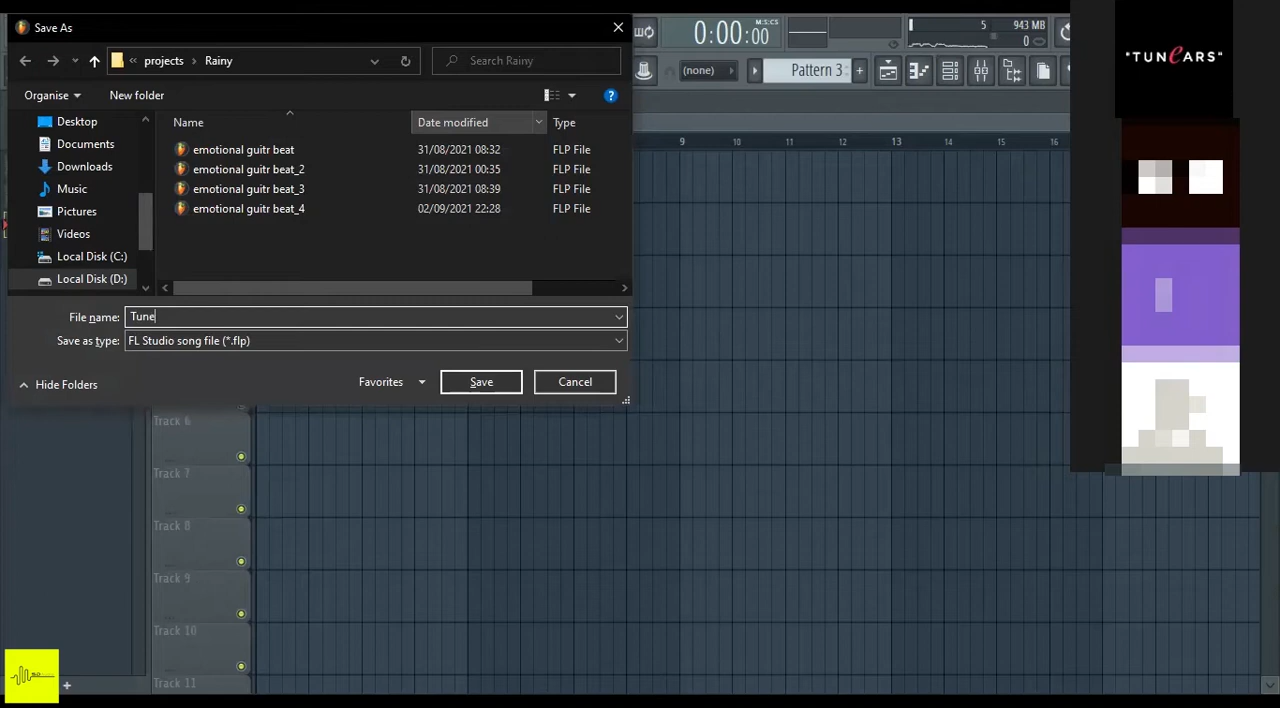 Save As
projects › Rainy
Search Rainy
Organise
New folder
Name
Date modified
Type
Desktop
Documents
Downloads
Music
Pictures
Videos
Local Disk (C:)
Local Disk (D:)
emotional guitr beat
31/08/2021 08:32
FLP File
emotional guitr beat_2
31/08/2021 00:35
FLP File
emotional guitr beat_3
31/08/2021 08:39
FLP File
emotional guitr beat_4
02/09/2021 22:28
FLP File
File name:
Tune
Save as type:
FL Studio song file (*.flp)
Hide Folders
Favorites
Save
Cancel
0:00:00
M:S:CS
5
943 MB
0
(none)
Pattern 3
9
10
11
12
13
14
15
16
Track 6
Track 7
Track 8
Track 9
Track 10
Track 11
"TUNEARS"